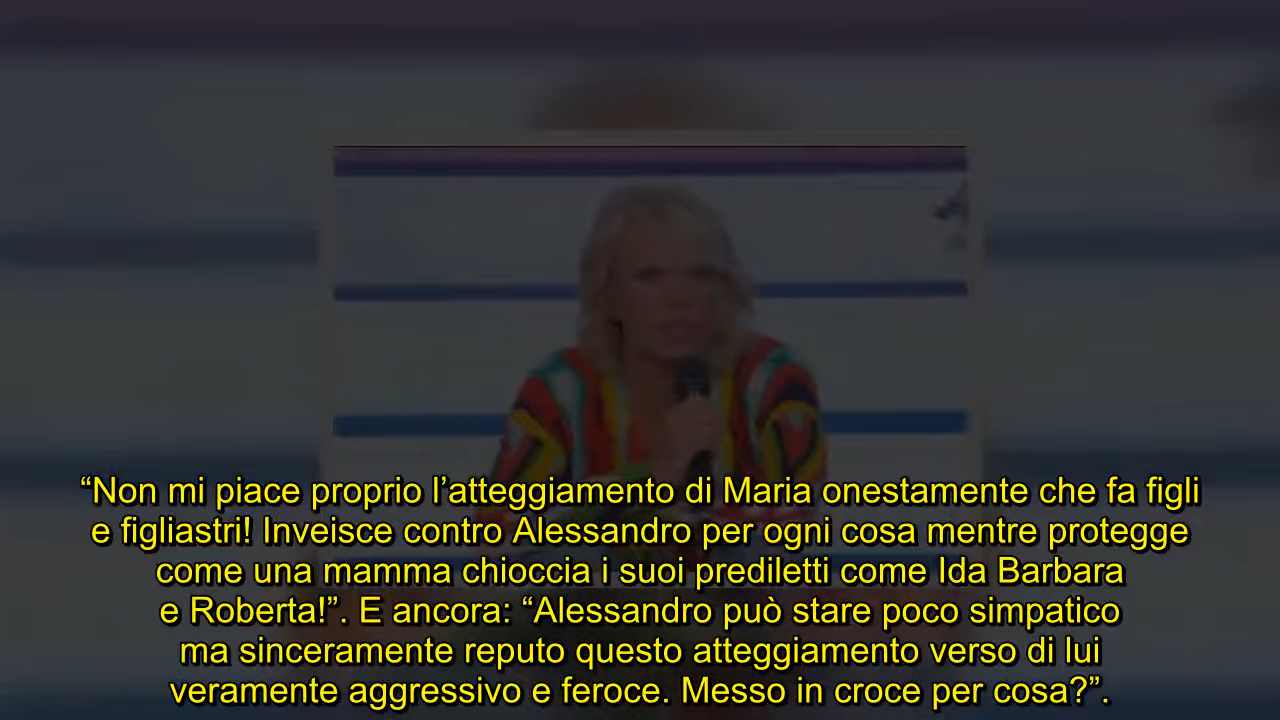 “Non mi piace proprio l’atteggiamento di Maria onestamente che fa figli
e figliastri! Inveisce contro Alessandro per ogni cosa mentre protegge
come una mamma chioccia i suoi prediletti come Ida Barbara
e Roberta!”. E ancora: “Alessandro può stare poco simpatico
ma sinceramente reputo questo atteggiamento verso di lui
veramente aggressivo e feroce. Messo in croce per cosa?”.